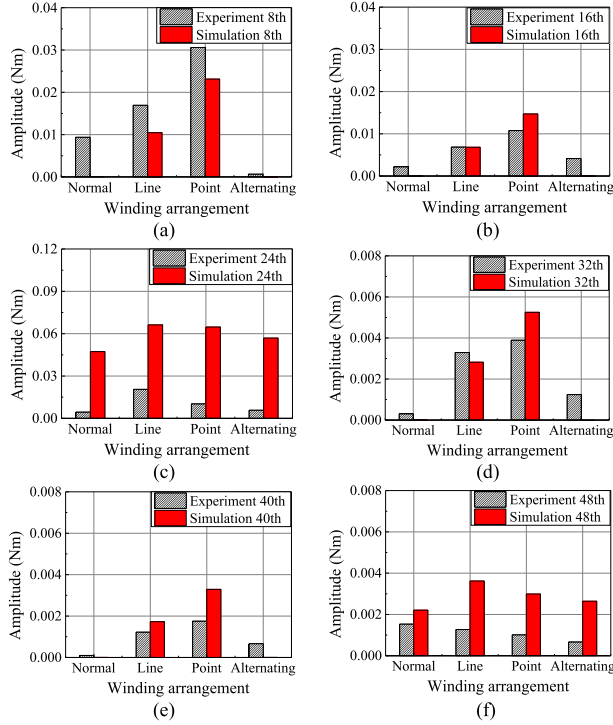 Experiment 8th
Simulation 8th
0.04
0.03
0.02
0.01
0.00
Amplitude (Nm)
Normal Line Point Alternating
Winding arrangement
(a)
Experiment 16th
Simulation 16th
0.04
0.03
0.02
0.01
0.00
Amplitude (Nm)
Normal Line Point Alternating
Winding arrangement
(b)
Experiment 24th
Simulation 24th
0.12
0.09
0.06
0.03
0.00
Amplitude (Nm)
Normal Line Point Alternating
Winding arrangement
(c)
Experiment 32th
Simulation 32th
0.008
0.006
0.004
0.002
0.000
Amplitude (Nm)
Normal Line Point Alternating
Winding arrangement
(d)
Experiment 40th
Simulation 40th
0.008
0.006
0.004
0.002
0.000
Amplitude (Nm)
Normal Line Point Alternating
Winding arrangement
(e)
Experiment 48th
Simulation 48th
0.008
0.006
0.004
0.002
0.000
Amplitude (Nm)
Normal Line Point Alternating
Winding arrangement
(f)